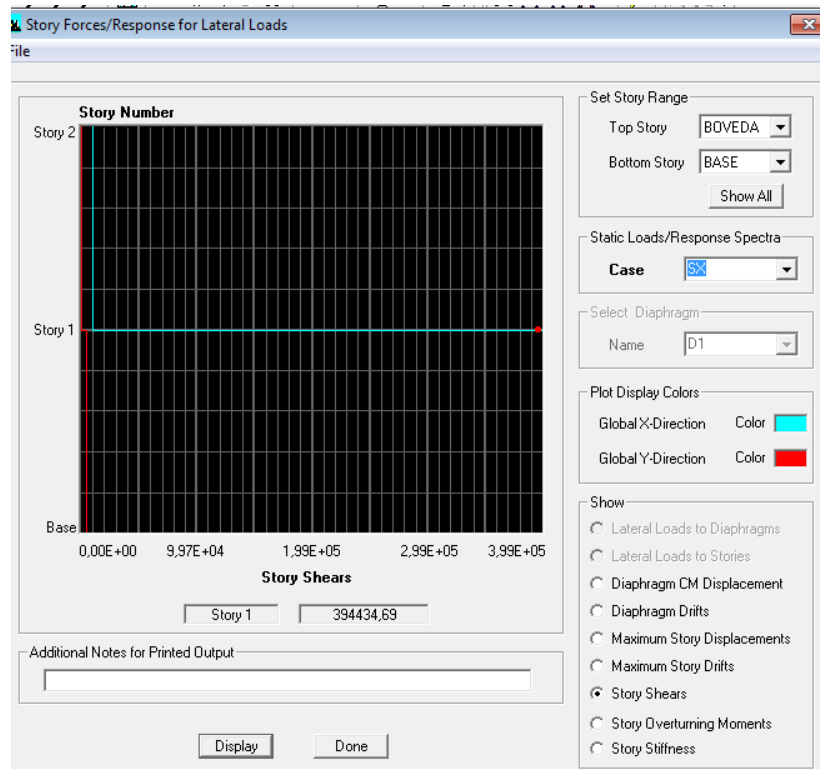 Story Forces/Response for Lateral Loads
File
Story Number
Story 2
Story 1
Base
0,00E+00 9,97E+04 1,99E+05 2,99E+05 3,99E+05
Story Shears
Story 1 394434,69
Additional Notes for Printed Output
Display Done
Set Story Range
Top Story BOVEDA
Bottom Story BASE
Show All
Static Loads/Response Spectra
Case SX
Select Diaphragm
Name D1
Plot Display Colors
Global X-Direction Color
Global Y-Direction Color
Show
Lateral Loads to Diaphragms
Lateral Loads to Stories
Diaphragm CM Displacement
Diaphragm Drifts
Maximum Story Displacements
Maximum Story Drifts
Story Shears
Story Overturning Moments
Story Stiffness